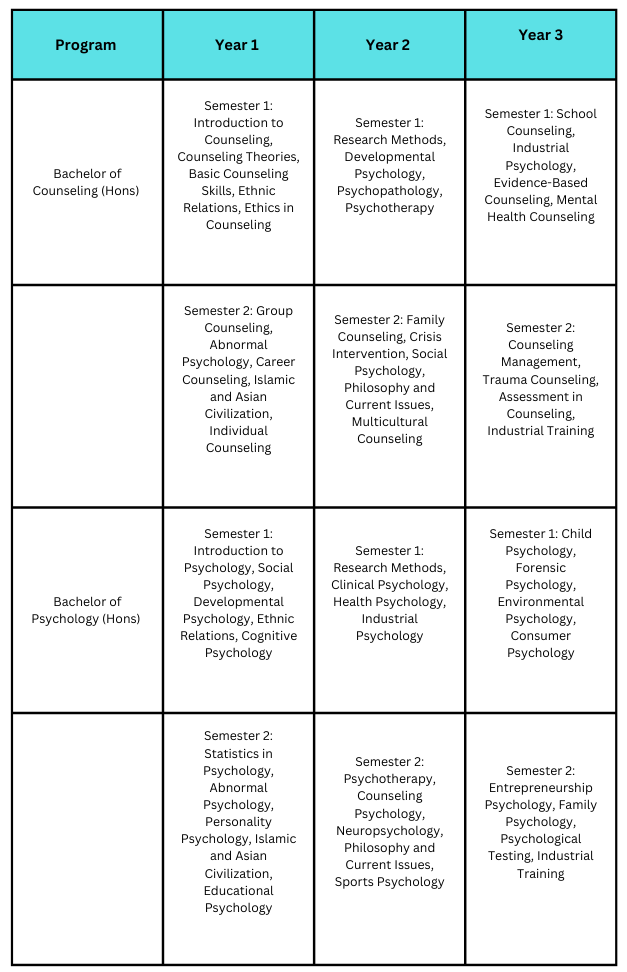 Program
Year 1
Year 2
Year 3
Bachelor of
Counseling (Hons)
Semester 1:
Introduction to
Counseling,
Counseling Theories,
Basic Counseling
Skills, Ethnic
Relations, Ethics in
Counseling
Semester 1:
Research Methods,
Developmental
Psychology,
Psychopathology,
Psychotherapy
Semester 1: School
Counseling,
Industrial
Psychology,
Evidence-Based
Counseling, Mental
Health Counseling
Semester 2: Group
Counseling,
Abnormal
Psychology, Career
Counseling, Islamic
and Asian
Civilization,
Individual
Counseling
Semester 2: Family
Counseling, Crisis
Intervention, Social
Psychology,
Philosophy and
Current Issues,
Multicultural
Counseling
Semester 2:
Counseling
Management,
Trauma Counseling,
Assessment in
Counseling,
Industrial Training
Bachelor of
Psychology (Hons)
Semester 1:
Introduction to
Psychology, Social
Psychology,
Developmental
Psychology, Ethnic
Relations, Cognitive
Psychology
Semester 1:
Research Methods,
Clinical Psychology,
Health Psychology,
Industrial
Psychology
Semester 1: Child
Psychology,
Forensic
Psychology,
Environmental
Psychology,
Consumer
Psychology
Semester 2:
Statistics in
Psychology,
Abnormal
Psychology,
Personality
Psychology, Islamic
and Asian
Civilization,
Educational
Psychology
Semester 2:
Psychotherapy,
Counseling
Psychology,
Neuropsychology,
Philosophy and
Current Issues,
Sports Psychology
Semester 2:
Entrepreneurship
Psychology, Family
Psychology,
Psychological
Testing, Industrial
Training